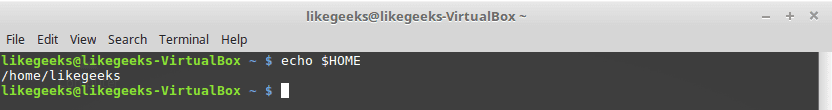 likegeeks@likegeeks-VirtualBox ~
File Edit View Search Terminal Help
likegeeks@likegeeks-VirtualBox ~ $ echo $HOME
/home/likegeeks
likegeeks@likegeeks-VirtualBox ~ $